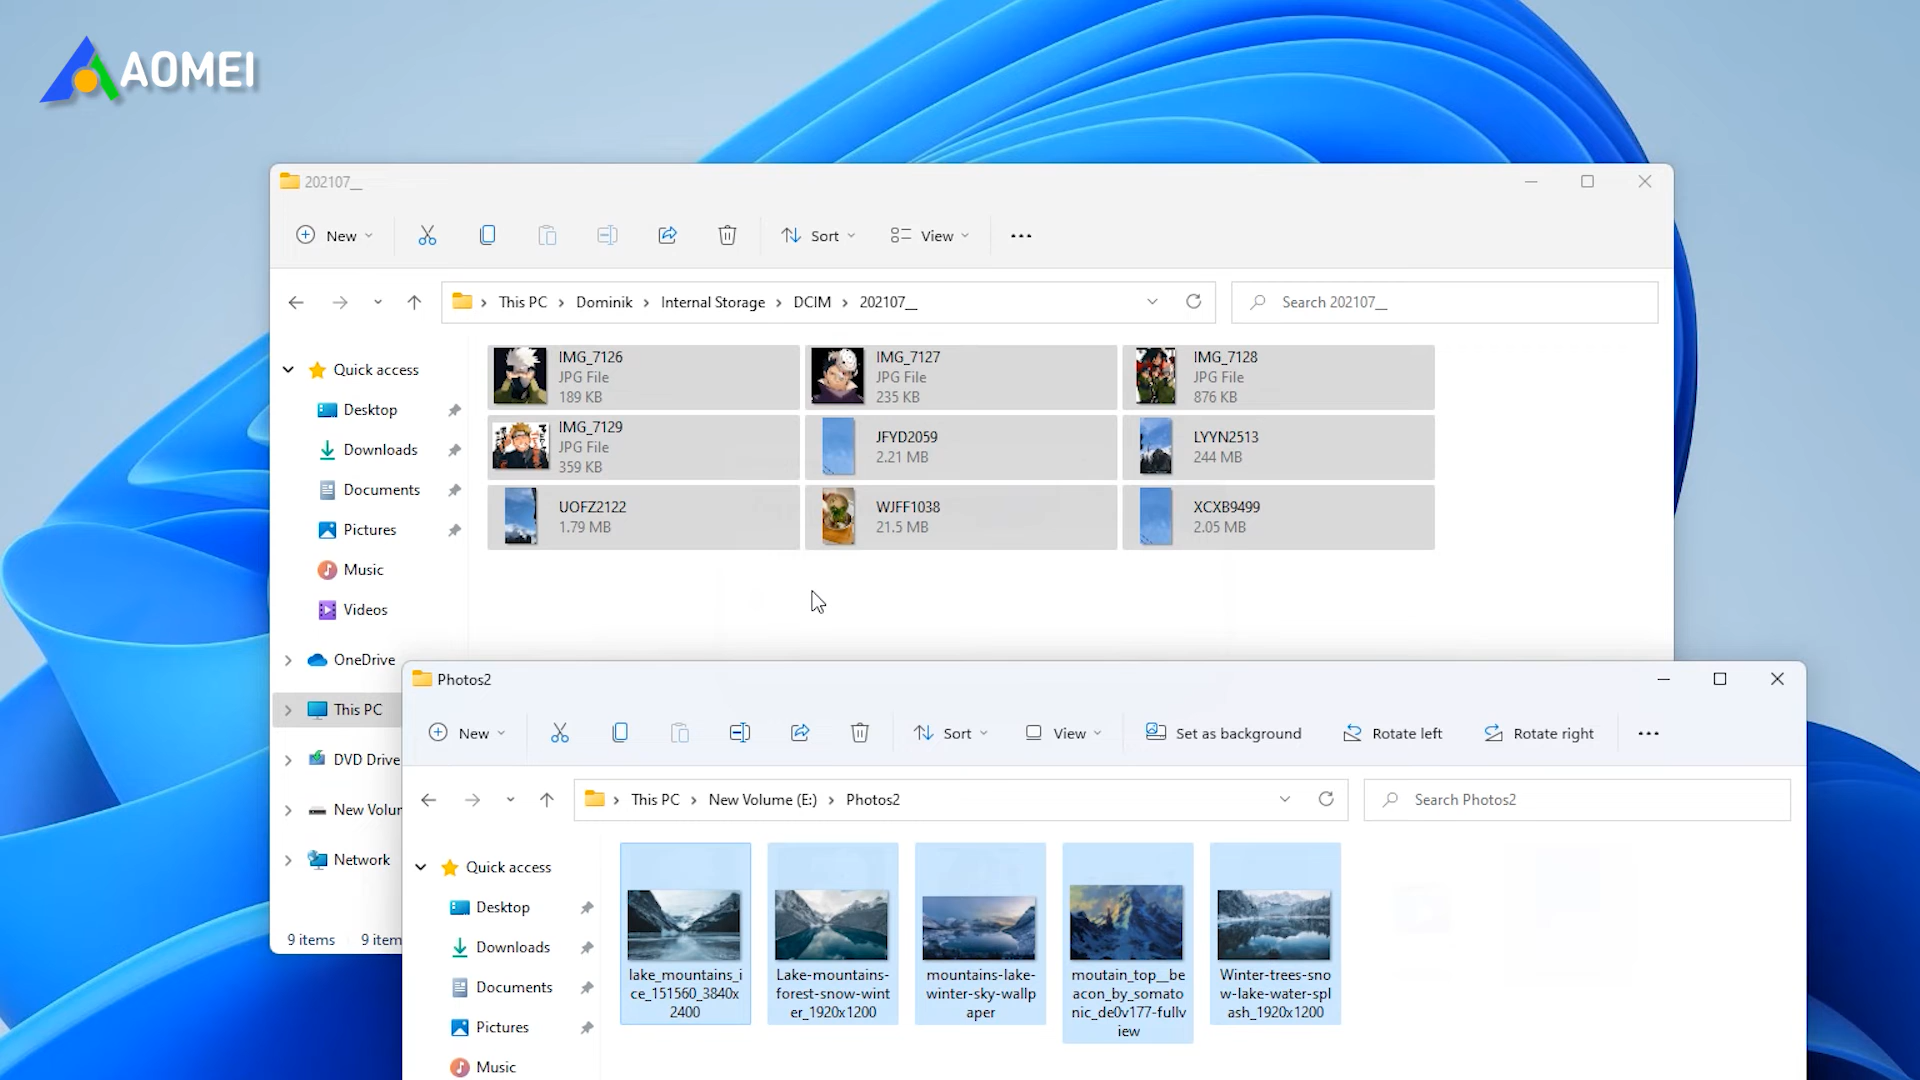 AOMEI
202107__
New
Sort
View
This PC > Dominik > Internal Storage > DCIM > 202107__
Search 202107__
Quick access
Desktop
Downloads
Documents
Pictures
Music
Videos
OneDrive
This PC
DVD Drive
New Volur
Network
9 items 9 item
IMG_7126
JPG File
189 KB
IMG_7127
JPG File
235 KB
IMG_7128
JPG File
876 KB
IMG_7129
JPG File
359 KB
JFYD2059
2.21 MB
LYYN2513
244 MB
UOFZ2122
1.79 MB
WJFF1038
21.5 MB
XCXB9499
2.05 MB
Photos2
New
Sort
View
Set as background
Rotate left
Rotate right
This PC > New Volume (E:) > Photos2
Search Photos2
Quick access
Desktop
Downloads
Documents
Pictures
Music
lake_mountains_i
ce_151560_3840x
2400
Lake-mountains-
forest-snow-wint
er_1920x1200
mountains-lake-
winter-sky-wallp
aper
moutain_top__be
acon_by_somato
nic_de0v177-fullv
iew
Winter-trees-sno
w-lake-water-spl
ash_1920x1200